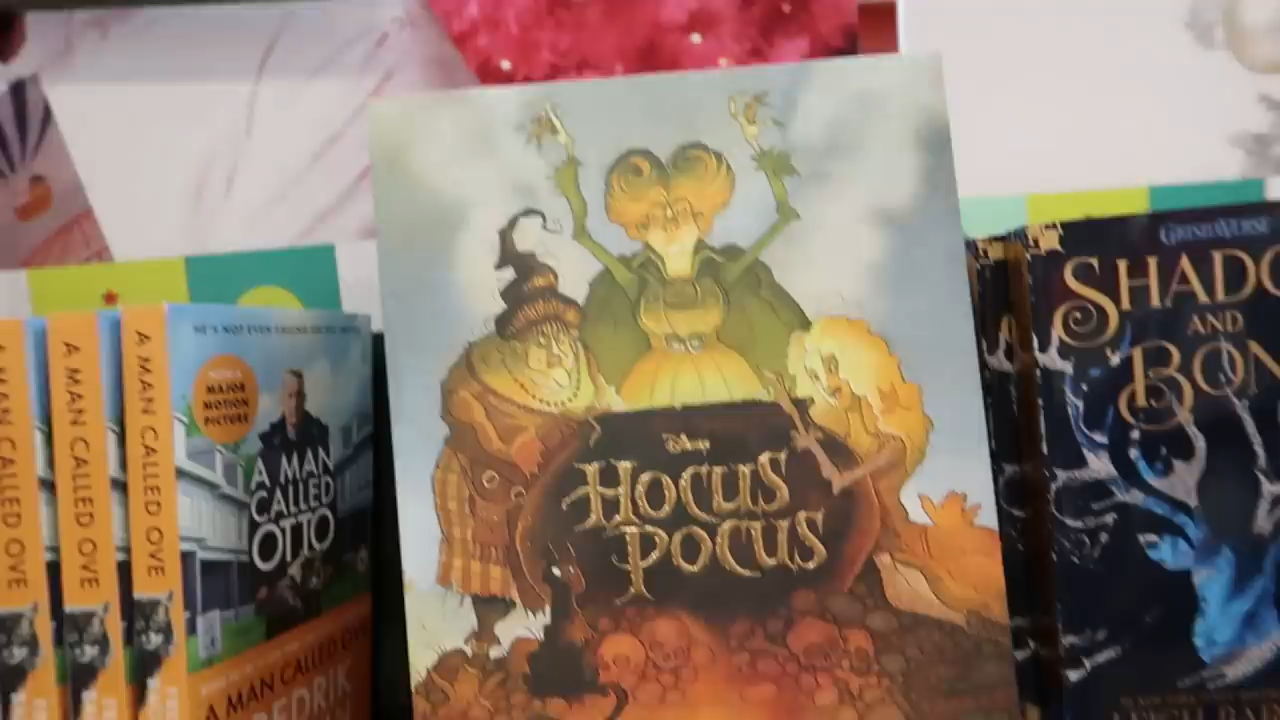 A MAN CALLED OVE
A MAN CALLED OVE
A MAN CALLED OVE
MAJOR
MOTION
PICTURE
A MAN
CALLED
OTTO
A MAN CALLED OVE
Disney
HOCUS
POCUS
GRISHAVERSE
SHADO
AND
BON